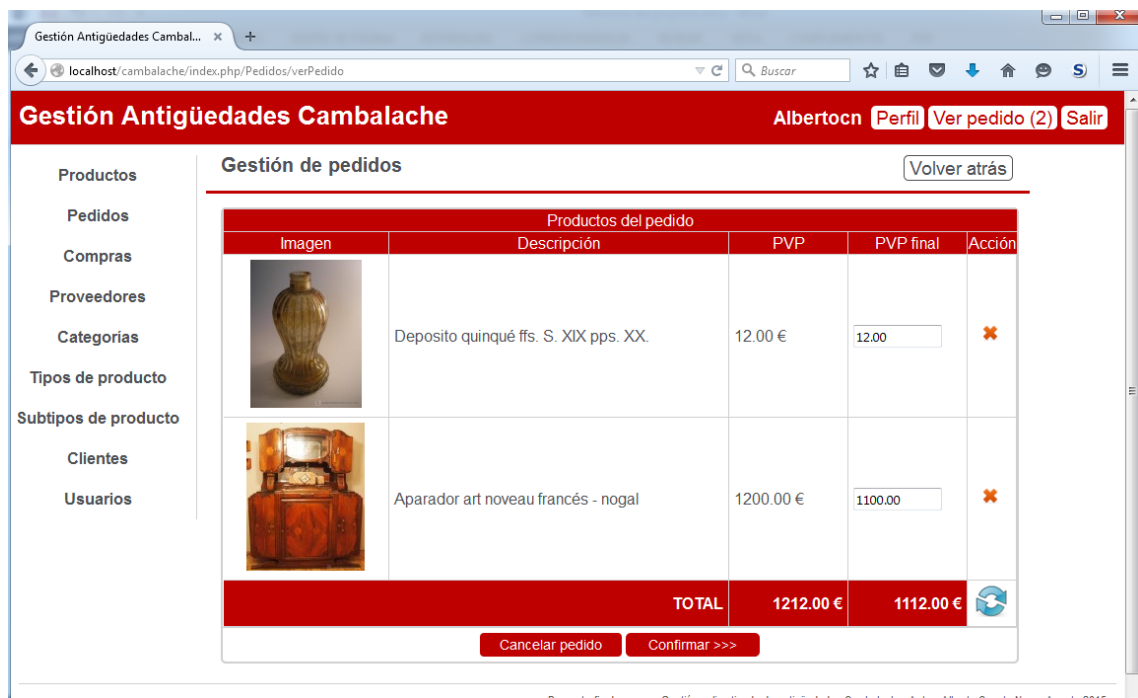 Gestión Antigüedades Cambal... × +
localhost/cambalache/index.php/Pedidos/verPedido
Buscar
Gestión Antigüedades Cambalache
Albertocn Perfil Ver pedido (2) Salir
Productos
Pedidos
Compras
Proveedores
Categorías
Tipos de producto
Subtipos de producto
Clientes
Usuarios
Gestión de pedidos
Volver atrás
Productos del pedido
Imagen Descripción PVP PVP final Acción
Deposito quinqué ffs. S. XIX pps. XX. 12.00 € 12.00
Aparador art noveau francés - nogal 1200.00 € 1100.00
TOTAL 1212.00 € 1112.00 €
Cancelar pedido Confirmar >>>